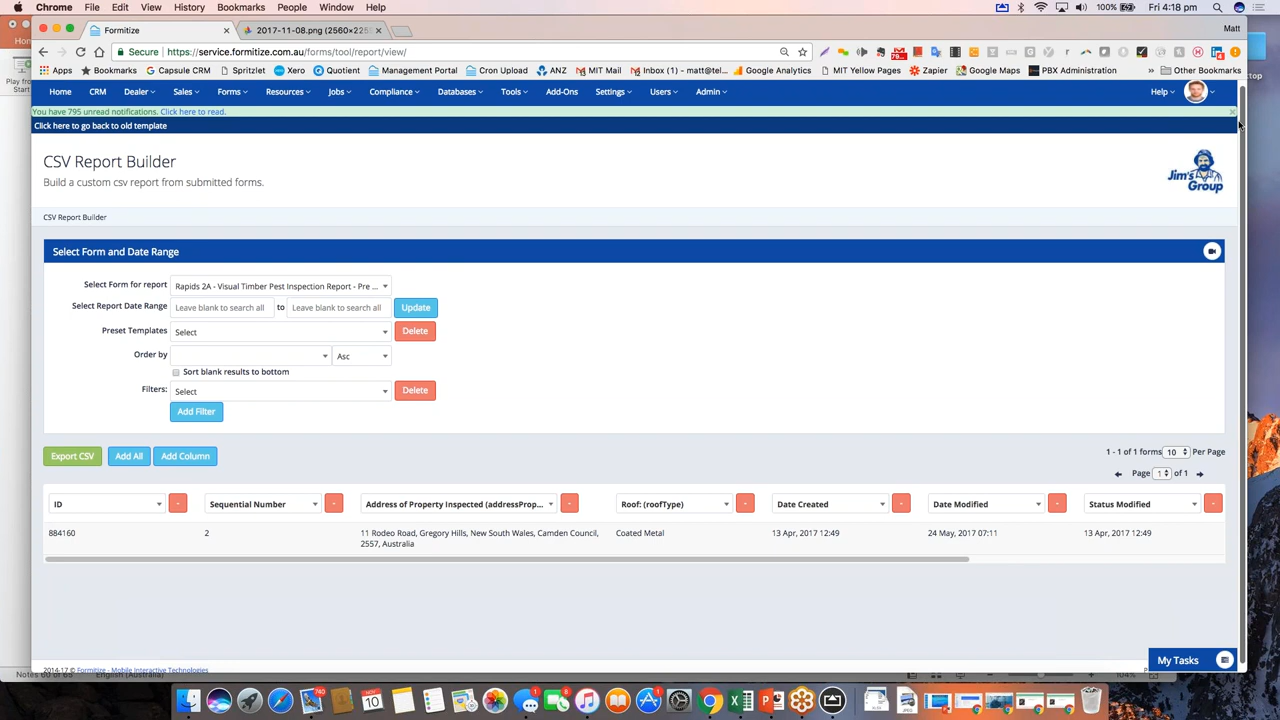 Chrome File Edit View History Bookmarks People Window Help
100% Fri 4:18 pm
Formitize
2017-11-08.png (2560×225
Matt
Secure https://service.formitize.com.au/forms/tool/report/view/
Apps Bookmarks Capsule CRM Spritzlet Xero Quotient Management Portal Cron Upload ANZ MIT Mail Inbox (1) - matt@tel... Google Analytics MIT Yellow Pages Zapier Google Maps PBX Administration » Other Bookmarks
Home CRM Dealer Sales Forms Resources Jobs Compliance Databases Tools Add-Ons Settings Users Admin Help
You have 795 unread notifications. Click here to read.
Click here to go back to old template
CSV Report Builder
Build a custom csv report from submitted forms.
Jim's Group
CSV Report Builder
Select Form and Date Range
Select Form for report Rapids 2A - Visual Timber Pest Inspection Report - Pre ...
Select Report Date Range Leave blank to search all to Leave blank to search all Update
Preset Templates Select Delete
Order by Asc
Sort blank results to bottom
Filters: Select Delete
Add Filter
Export CSV Add All Add Column
1 - 1 of 1 forms 10 Per Page
Page 1 of 1
ID - Sequential Number - Address of Property Inspected (addressProp... - Roof: (roofType) - Date Created - Date Modified - Status Modified -
884160 2 11 Rodeo Road, Gregory Hills, New South Wales, Camden Council, Coated Metal 13 Apr, 2017 12:49 24 May, 2017 07:11 13 Apr, 2017 12:49
2557, Australia
2014-17 Formitize - Mobile Interactive Technologies
My Tasks
English (Australia)
104%